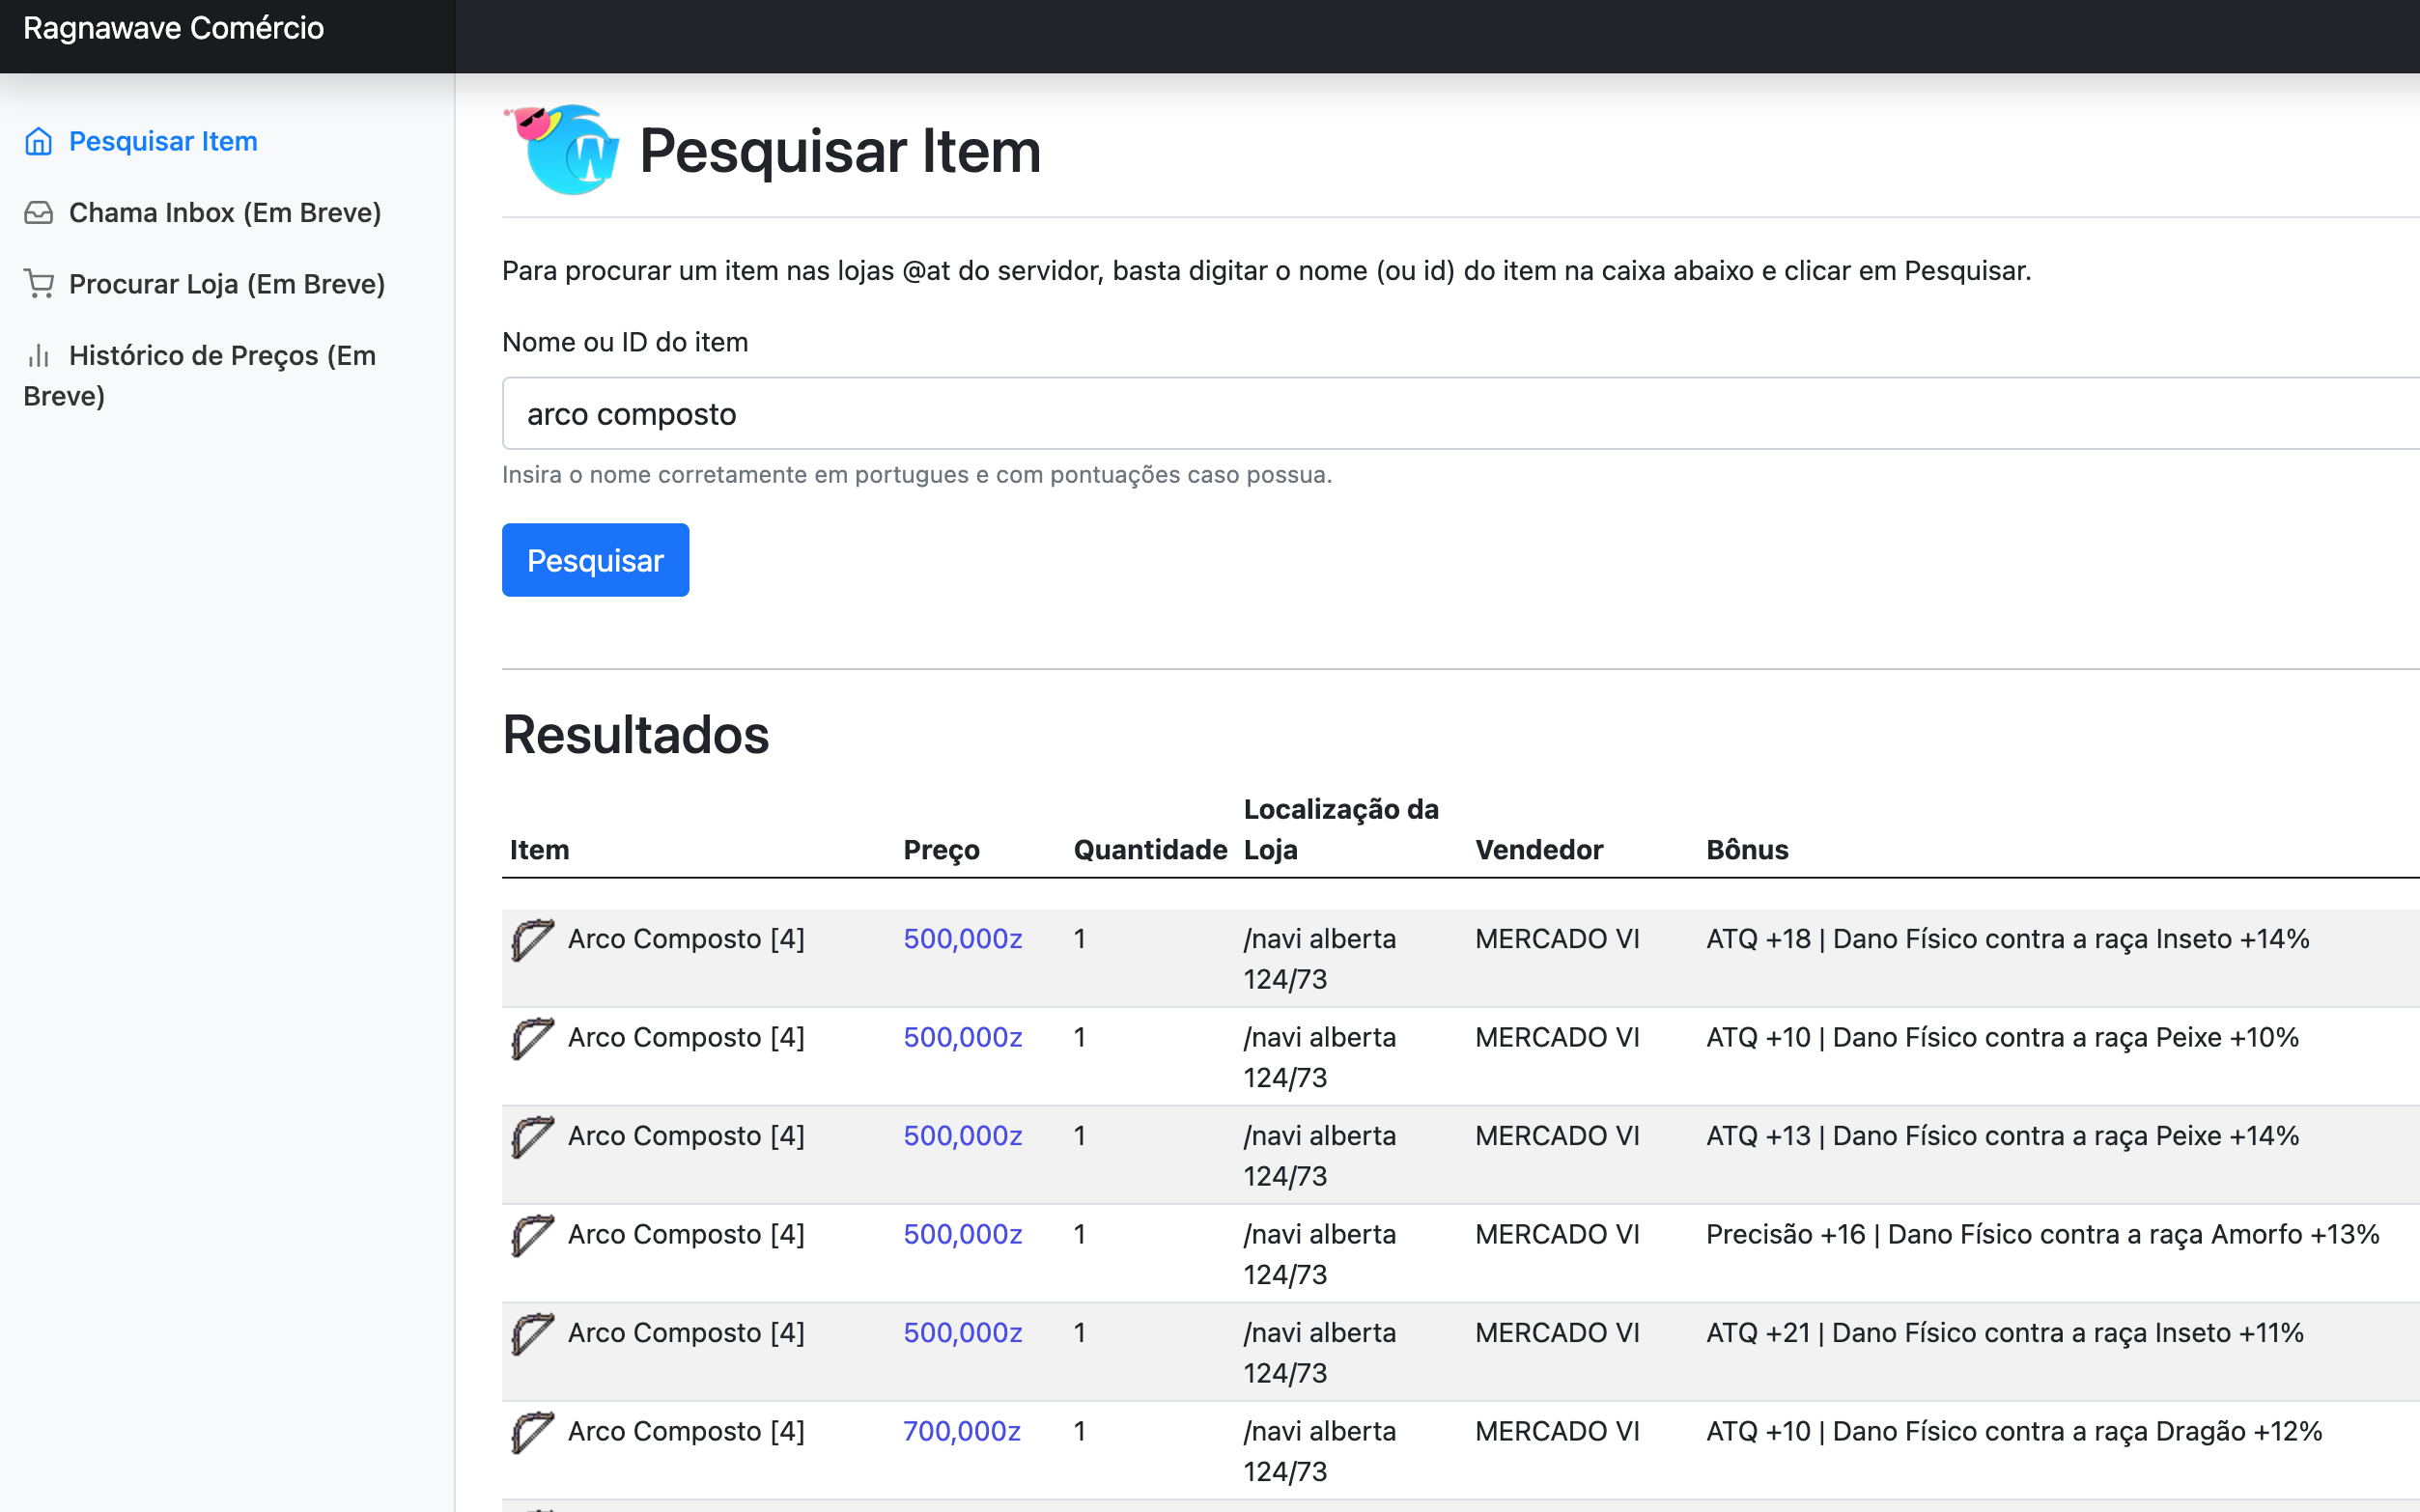 Ragnawave Comércio
Pesquisar Item
Chama Inbox (Em Breve)
Procurar Loja (Em Breve)
Histórico de Preços (Em
Breve)
W
Pesquisar Item
Para procurar um item nas lojas @at do servidor, basta digitar o nome (ou id) do item na caixa abaixo e clicar em Pesquisar.
Nome ou ID do item
arco composto
Insira o nome corretamente em portugues e com pontuações caso possua.
Pesquisar
Resultados
Item Preço Quantidade Localização da Loja Vendedor Bônus
Arco Composto [4] 500,000z 1 /navi alberta 124/73 MERCADO VI ATQ +18 | Dano Físico contra a raça Inseto +14%
Arco Composto [4] 500,000z 1 /navi alberta 124/73 MERCADO VI ATQ +10 | Dano Físico contra a raça Peixe +10%
Arco Composto [4] 500,000z 1 /navi alberta 124/73 MERCADO VI ATQ +13 | Dano Físico contra a raça Peixe +14%
Arco Composto [4] 500,000z 1 /navi alberta 124/73 MERCADO VI Precisão +16 | Dano Físico contra a raça Amorfo +13%
Arco Composto [4] 500,000z 1 /navi alberta 124/73 MERCADO VI ATQ +21 | Dano Físico contra a raça Inseto +11%
Arco Composto [4] 700,000z 1 /navi alberta 124/73 MERCADO VI ATQ +10 | Dano Físico contra a raça Dragão +12%